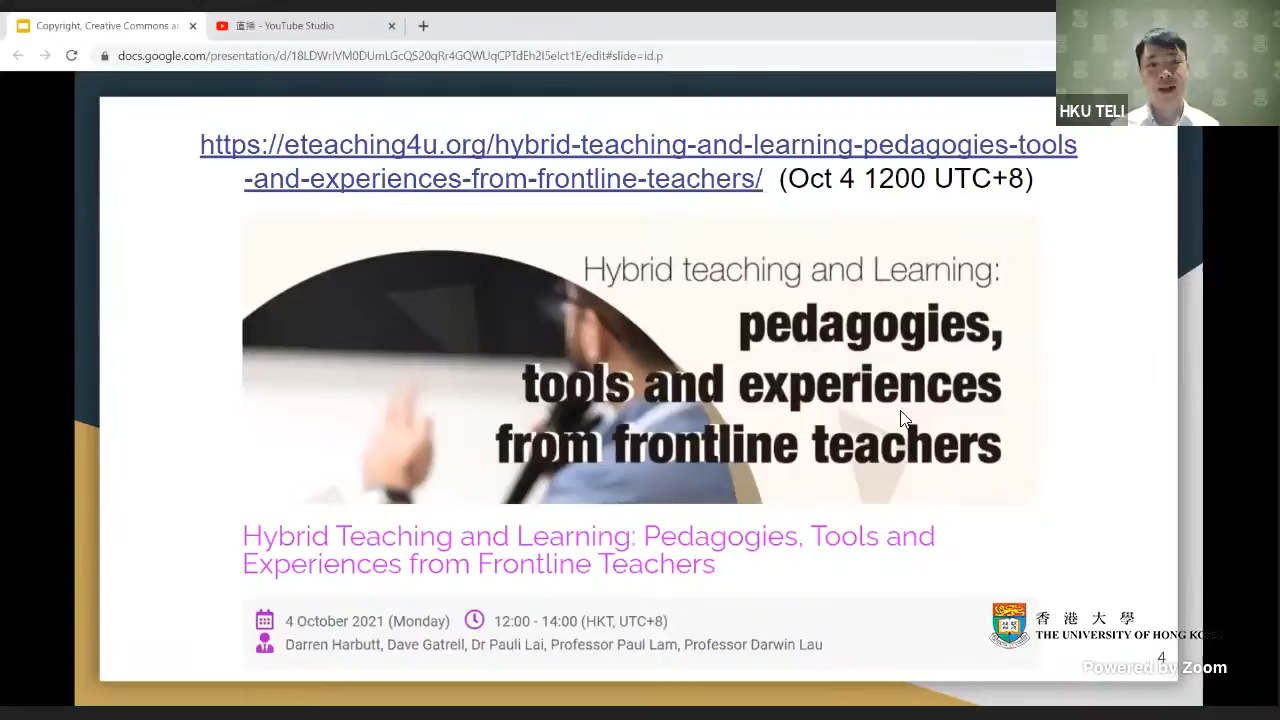 Copyright, Creative Commons ar
直播 - YouTube Studio
docs.google.com/presentation/d/18LDWrlVM0DUmLGcQS20qRr4GQWUqCPTdEh2I5eIct1E/edit#slide=id.p
HKU TELI
https://eteaching4u.org/hybrid-teaching-and-learning-pedagogies-tools
-and-experiences-from-frontline-teachers/ (Oct 4 1200 UTC+8)
Hybrid teaching and Learning:
pedagogies,
tools and experiences
from frontline teachers
Hybrid Teaching and Learning: Pedagogies, Tools and
Experiences from Frontline Teachers
4 October 2021 (Monday) 12:00 - 14:00 (HKT, UTC+8)
Darren Harbutt, Dave Gatrell, Dr Pauli Lai, Professor Paul Lam, Professor Darwin Lau
香港大學
THE UNIVERSITY OF HONG KONG
4
Powered by Zoom